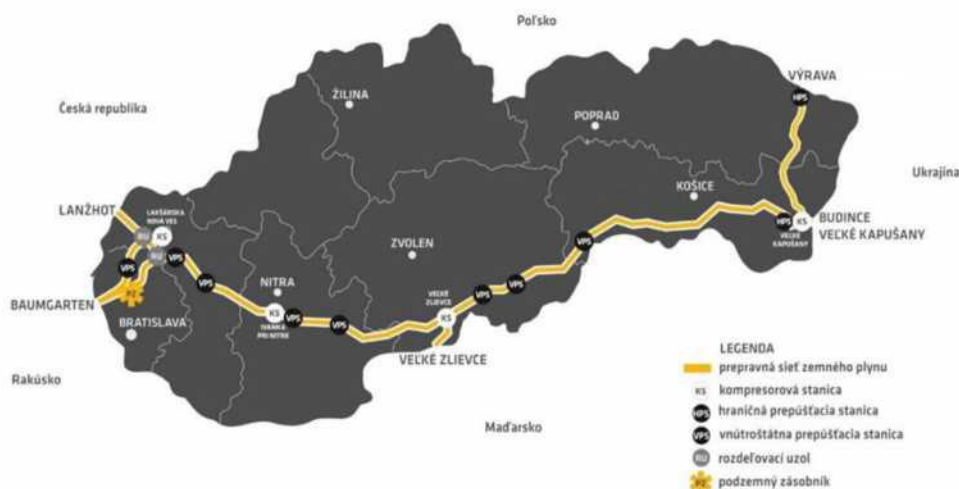 Poľsko
VÝRAVA
HPS
Česká republika
ŽILINA
POPRAD
Ukrajina
KOŠICE
LANŽHOT
LAKŠÁRSKA
NOVÁ VES
RU
KS
BUDINCE
VEĽKÉ KAPUŠANY
HPS
KS
VEĽKÉ
KAPUŠANY
ZVOLEN
VPS
RU
VPS
VPS
VPS
NITRA
VEĽKÉ
ZLIEVCE
VPS
VPS
PZ
BAUMGARTEN
BRATISLAVA
KS
VPS
VPS
KS
IVANKA
PRI NITRE
VEĽKÉ ZLIEVCE
LEGENDA
prepravná sieť zemného plynu
Rakúsko
KS kompresorová stanica
HPS hraničná prepúšťacia stanica
Maďarsko
VPS vnútroštátna prepúšťacia stanica
RU rozdeľovací uzol
PZ podzemný zásobník